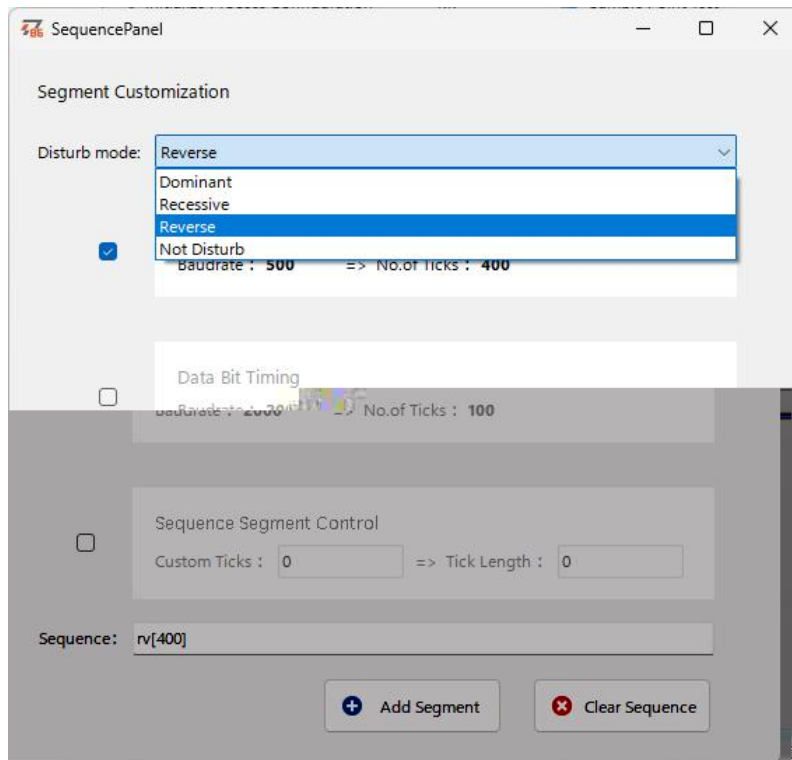 SequencePanel
Segment Customization
Disturb mode: Reverse
Dominant
Recessive
Reverse
Not Disturb
Baudrate : 500 => No.of Ticks : 400
Data Bit Timing
=> No.of Ticks : 100
Sequence Segment Control
Custom Ticks : 0 => Tick Length : 0
Sequence: rv[400]
Add Segment
Clear Sequence